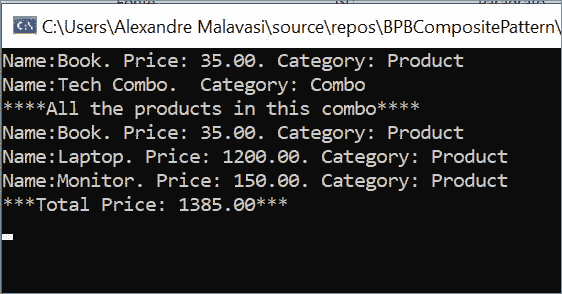 C:\Users\Alexandre Malavasi\source\repos\BPBCompositePattern\
Name:Book. Price: 35.00. Category: Product
Name:Tech Combo.  Category: Combo
****All the products in this combo****
Name:Book. Price: 35.00. Category: Product
Name:Laptop. Price: 1200.00. Category: Product
Name:Monitor. Price: 150.00. Category: Product
***Total Price: 1385.00***